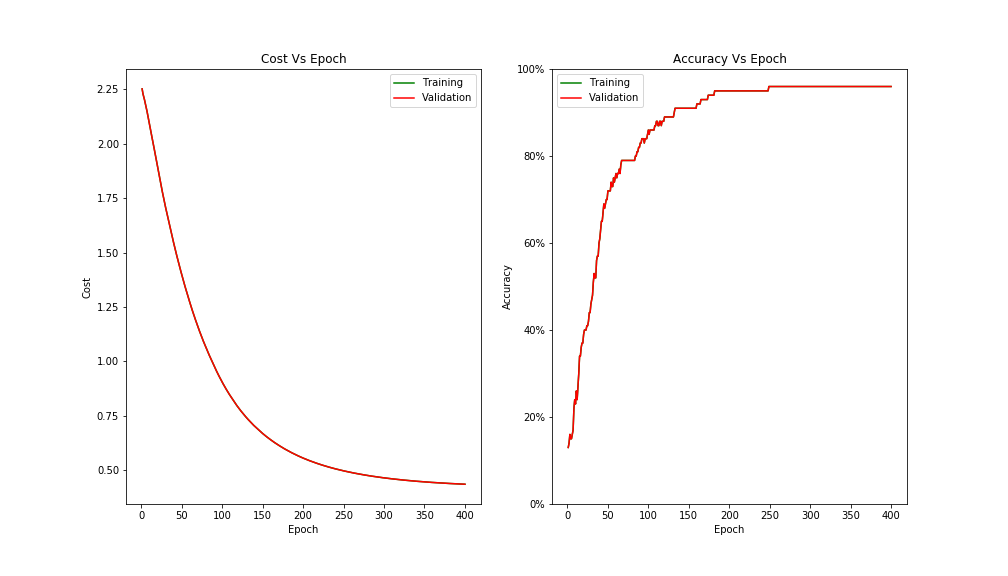 Cost Vs Epoch
Training
Validation
2.25
2.00
1.75
1.50
1.25
1.00
0.75
0.50
Cost
0 50 100 150 200 250 300 350 400
Epoch
Accuracy Vs Epoch
Training
Validation
100%
80%
60%
40%
20%
0%
Accuracy
0 50 100 150 200 250 300 350 400
Epoch